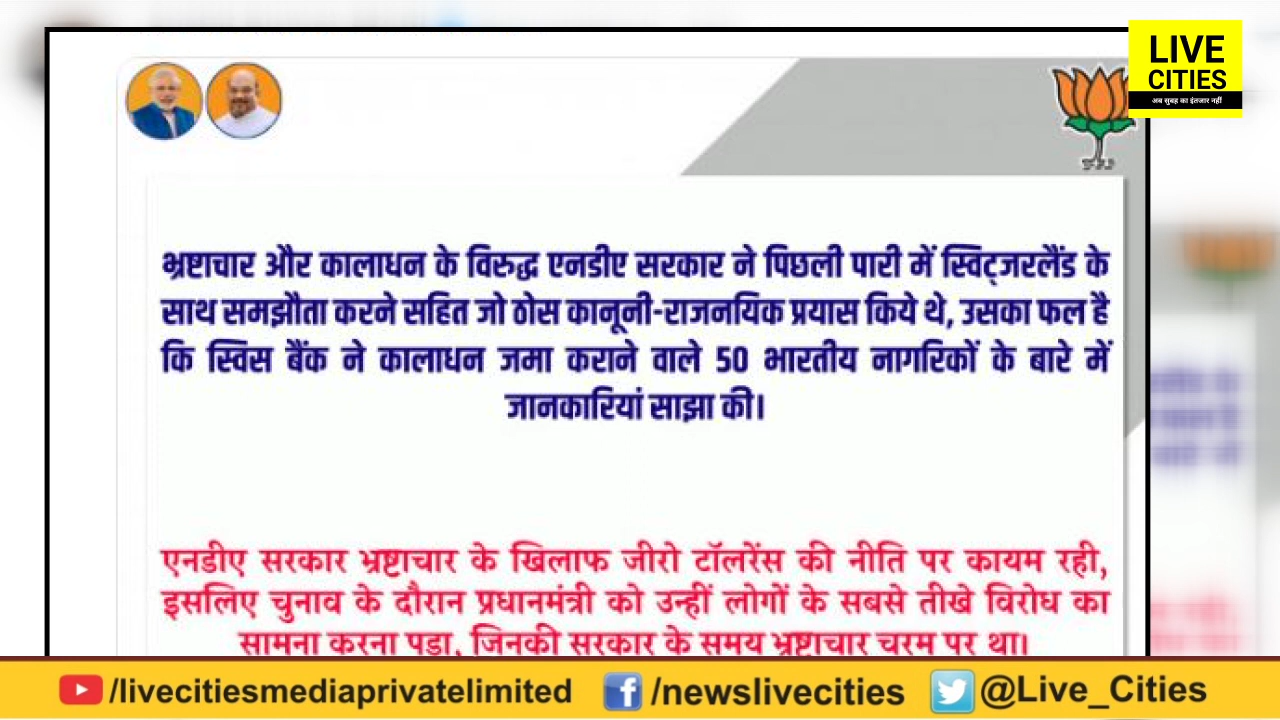 LIVE
CITIES
अब सुबह का इंतजार नहीं
भ्रष्टाचार और कालाधन के विरुद्ध एनडीए सरकार ने पिछली पारी में स्विट्जरलैंड के
साथ समझौता करने सहित जो ठोस कानूनी-राजनयिक प्रयास किये थे, उसका फल है
कि स्विस बैंक ने कालाधन जमा कराने वाले 50 भारतीय नागरिकों के बारे में
जानकारियां साझा की।
एनडीए सरकार भ्रष्टाचार के खिलाफ जीरो टॉलरेंस की नीति पर कायम रही,
इसलिए चुनाव के दौरान प्रधानमंत्री को उन्हीं लोगों के सबसे तीखे विरोध का
सामना करना पड़ा, जिनकी सरकार के समय भ्रष्टाचार चरम पर था।
/livecitiesmediaprivatelimited
/newslivecities
@Live_Cities